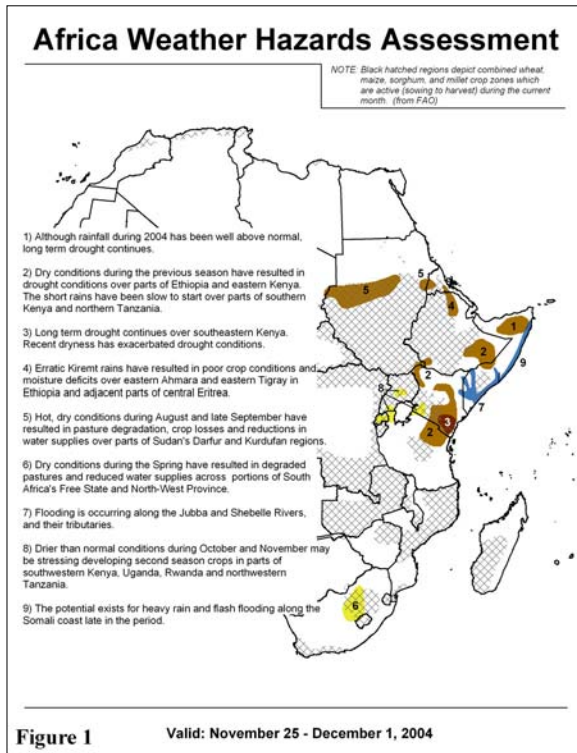 Africa Weather Hazards Assessment
NOTE: Black hatched regions depict combined wheat,
maize, sorghum, and millet crop zones which
are active (sowing to harvest) during the current
month. (from FAO)
1) Although rainfall during 2004 has been well above normal,
long term drought continues.
2) Dry conditions during the previous season have resulted in
drought conditions over parts of Ethiopia and eastern Kenya.
The short rains have been slow to start over parts of southern
Kenya and northern Tanzania.
3) Long term drought continues over southeastern Kenya.
Recent dryness has exacerbated drought conditions.
4) Erratic Kiremt rains have resulted in poor crop conditions and
moisture deficits over eastern Ahmara and eastern Tigray in
Ethiopia and adjacent parts of central Eritrea.
5) Hot, dry conditions during August and late September have
resulted in pasture degradation, crop losses and reductions in
water supplies over parts of Sudan's Darfur and Kurdufan regions.
6) Dry conditions during the Spring have resulted in degraded
pastures and reduced water supplies across portions of South
Africa's Free State and North-West Province.
7) Flooding is occurring along the Jubba and Shebelle Rivers,
and their tributaries.
8) Drier than normal conditions during October and November may
be stressing developing second season crops in parts of
southwestern Kenya, Uganda, Rwanda and northwestern
Tanzania.
9) The potential exists for heavy rain and flash flooding along the
Somali coast late in the period.
5
5
4
1
2
9
2
8
7
3
2
6
Figure 1
Valid: November 25 - December 1, 2004